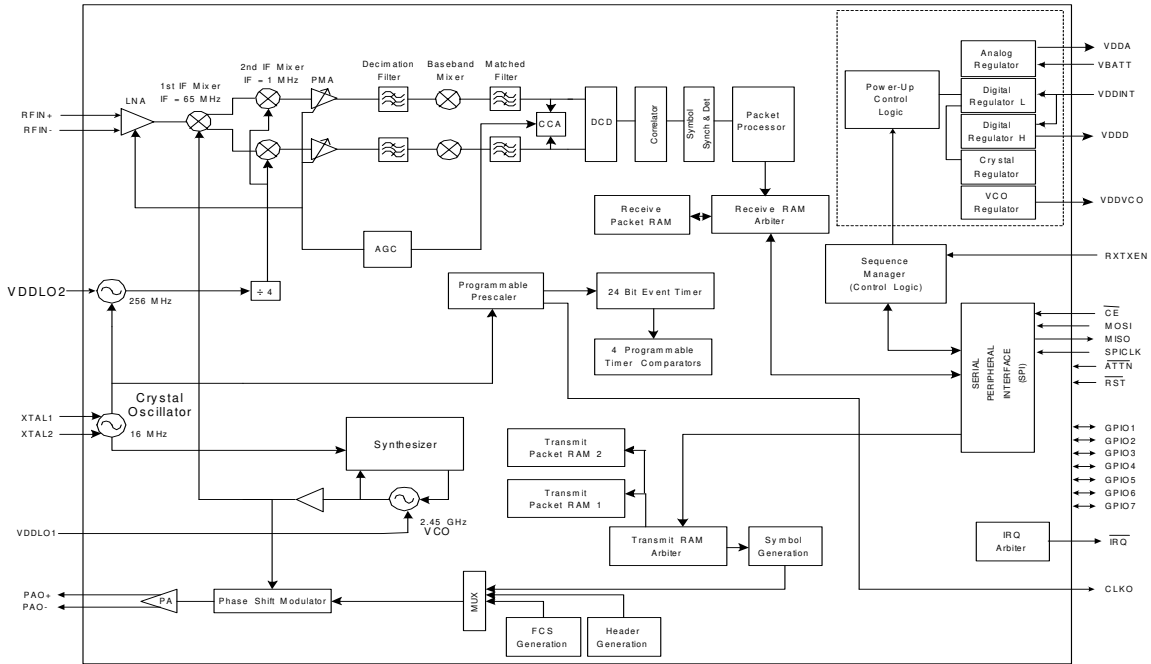 RFIN+
RFIN-
LNA
1st IF Mixer
IF = 65 MHz
2nd IF Mixer
IF = 1 MHz
PMA
Decimation
Filter
Baseband
Mixer
Matched
Filter
CCA
DCD
Correlator
Symbol
Synch & Det
Packet
Processor
Power-Up
Control
Logic
Analog
Regulator
Digital
Regulator L
Digital
Regulator H
Crystal
Regulator
VCO
Regulator
VDDA
VBATT
VDDINT
VDDD
VDDVCO
Receive
Packet RAM
Receive RAM
Arbiter
AGC
Sequence
Manager
(Control Logic)
RXTXEN
VDDLO2
256 MHz
÷ 4
Programmable
Prescaler
24 Bit Event Timer
4 Programmable
Timer Comparators
SERIAL
PERIPHERAL
INTERFACE
(SPI)
CE
MOSI
MISO
SPICLK
ATTN
RST
XTAL1
XTAL2
Crystal
Oscillator
16 MHz
Synthesizer
Transmit
Packet RAM 2
Transmit
Packet RAM 1
GPIO1
GPIO2
GPIO3
GPIO4
GPIO5
GPIO6
GPIO7
2.45 GHz
VCO
VDDLO1
Transmit RAM
Arbiter
Symbol
Generation
IRQ
Arbiter
IRQ
CLKO
PAO+
PAO-
PA
Phase Shift Modulator
MUX
FCS
Generation
Header
Generation